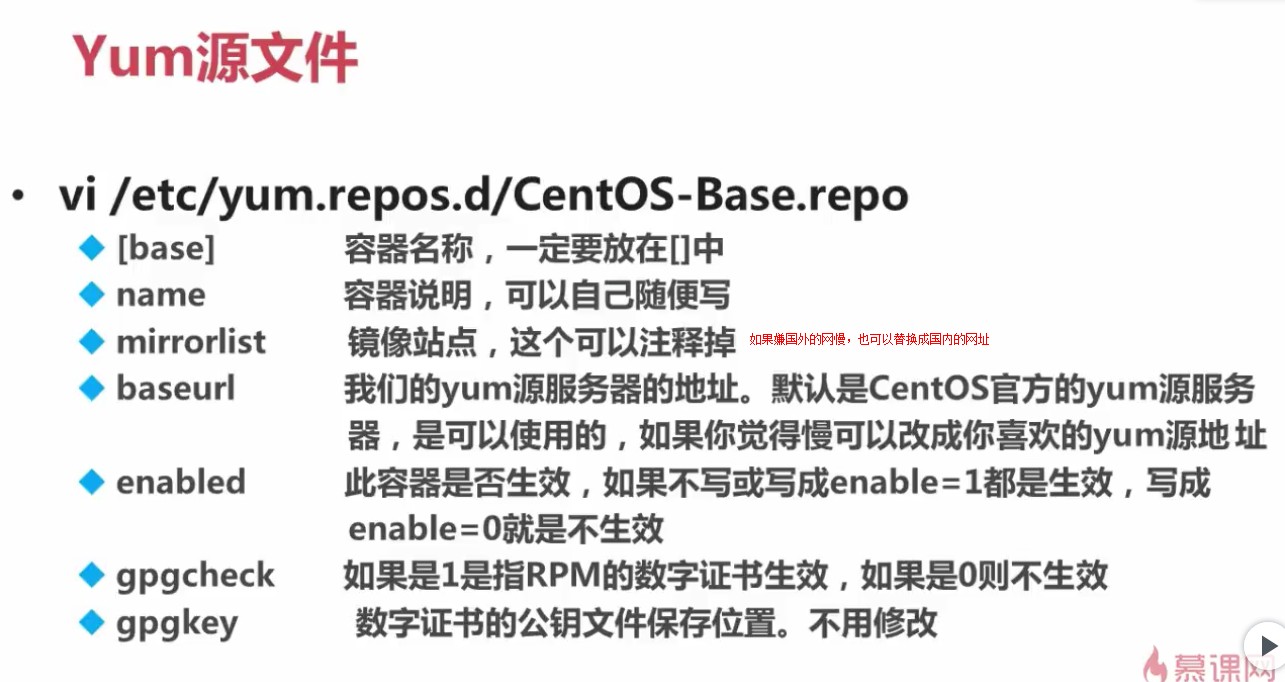 Yum源文件
• vi /etc/yum.repos.d/CentOS-Base.repo
[base] 容器名称，一定要放在[]中
name 容器说明，可以自己随便写
mirrorlist 镜像站点，这个可以注释掉 如果嫌国外的网慢，也可以替换成国内的网址
baseurl 我们的yum源服务器的地址。默认是CentOS官方的yum源服务
器，是可以使用的，如果你觉得慢可以改成你喜欢的yum源地址
enabled 此容器是否生效，如果不写或写成enable=1都是生效，写成
enable=0就是不生效
gpgcheck 如果是1是指RPM的数字证书生效，如果是0则不生效
gpgkey 数字证书的公钥文件保存位置。不用修改
慕课网